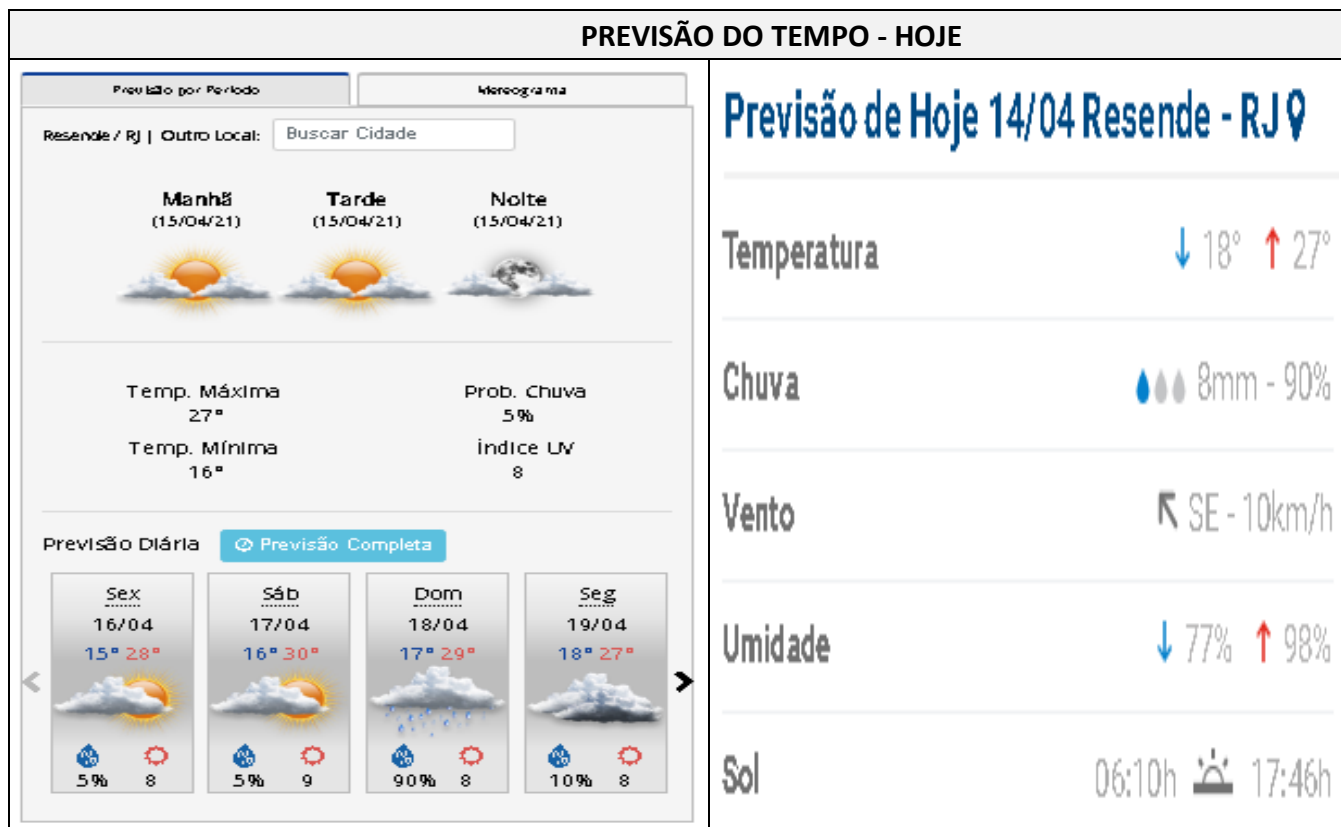 PREVISÃO DO TEMPO - HOJE
Previsão por Período
Meteograma
Resende / RJ | Outro Local: Buscar Cidade
Manhã Tarde Noite
(15/04/21) (15/04/21) (15/04/21)
Temp. Máxima Prob. Chuva
27° 5%
Temp. Mínima Índice UV
16° 8
Previsão Diária Previsão Completa
Sex Sáb Dom Seg
16/04 17/04 18/04 19/04
15° 28° 16° 30° 17° 29° 18° 27°
5% 8 5% 9 90% 8 10% 8
Previsão de Hoje 14/04 Resende - RJ
Temperatura ↓ 18° ↑ 27°
Chuva 8mm - 90%
Vento SE - 10km/h
Umidade ↓ 77% ↑ 98%
Sol 06:10h 17:46h